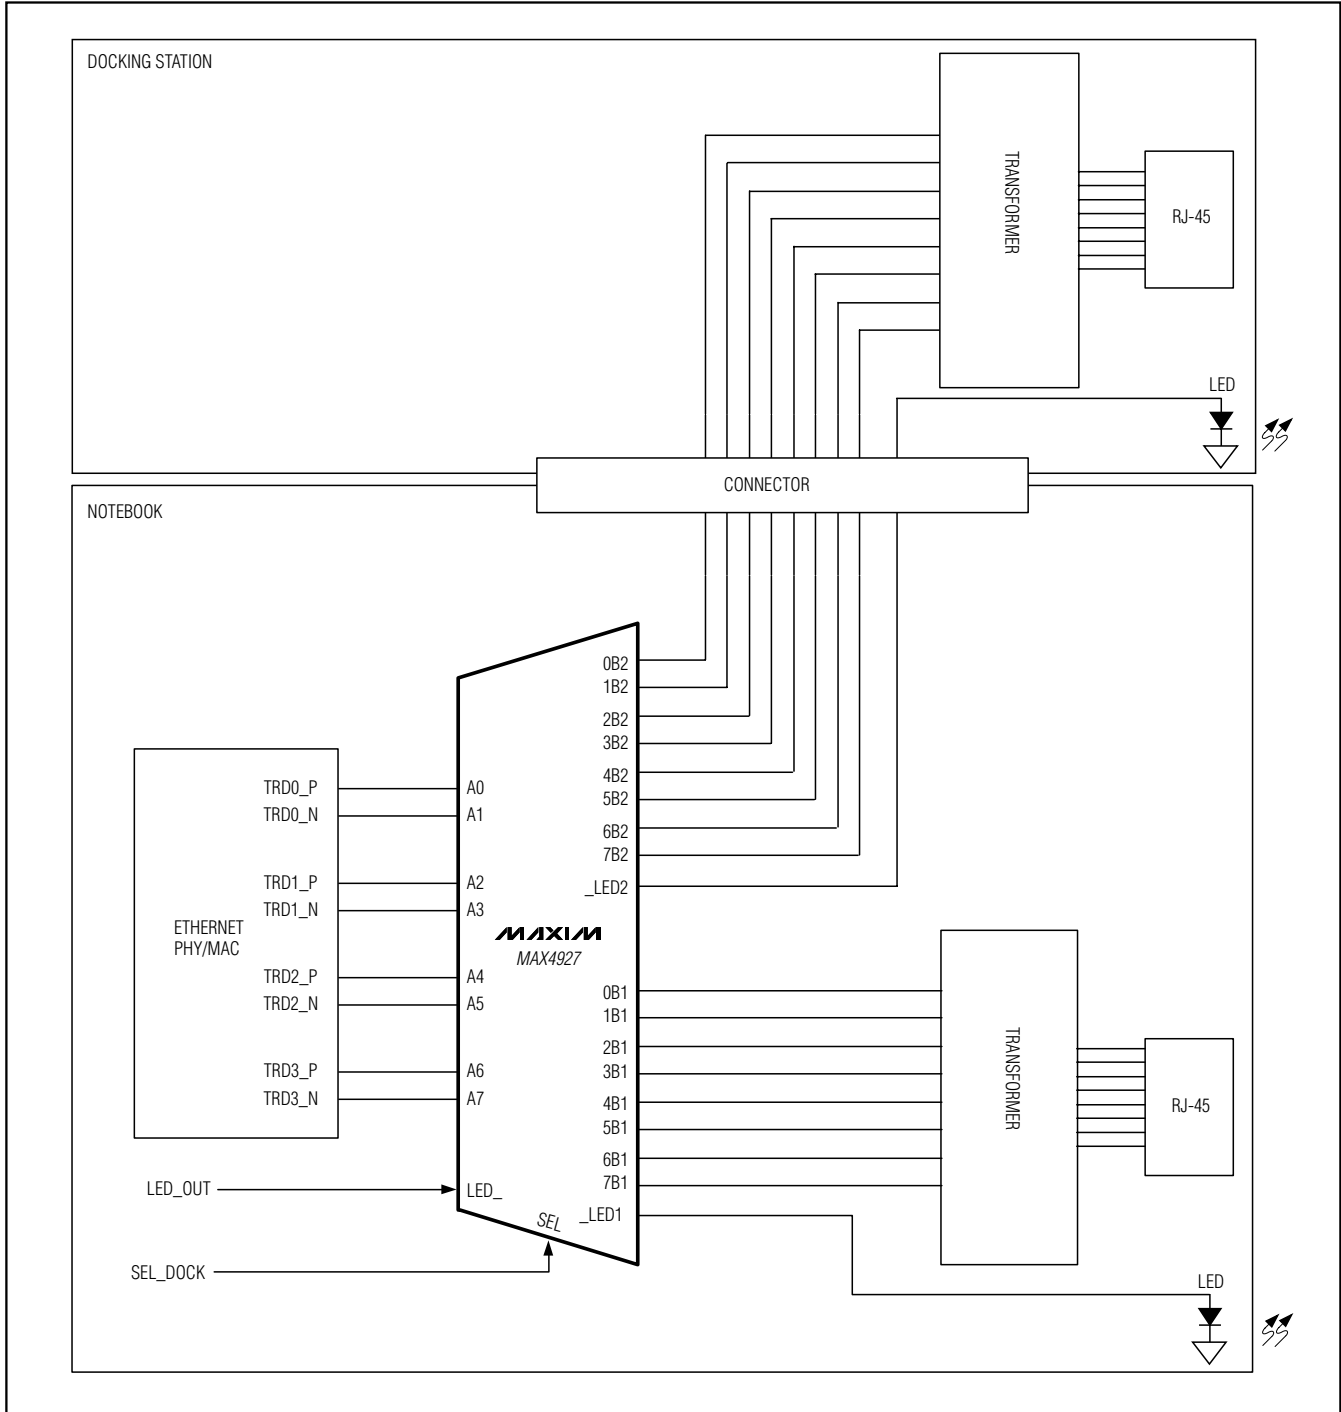 DOCKING STATION
TRANSFORMER
RJ-45
LED
CONNECTOR
NOTEBOOK
0B2
1B2
2B2
3B2
4B2
5B2
6B2
7B2
_LED2
TRD0_P
TRD0_N
TRD1_P
TRD1_N
TRD2_P
TRD2_N
TRD3_P
TRD3_N
ETHERNET
PHY/MAC
A0
A1
A2
A3
A4
A5
A6
A7
MAXIM
MAX4927
0B1
1B1
2B1
3B1
4B1
5B1
6B1
7B1
_LED1
TRANSFORMER
RJ-45
LED_OUT
LED_
SEL
SEL_DOCK
LED